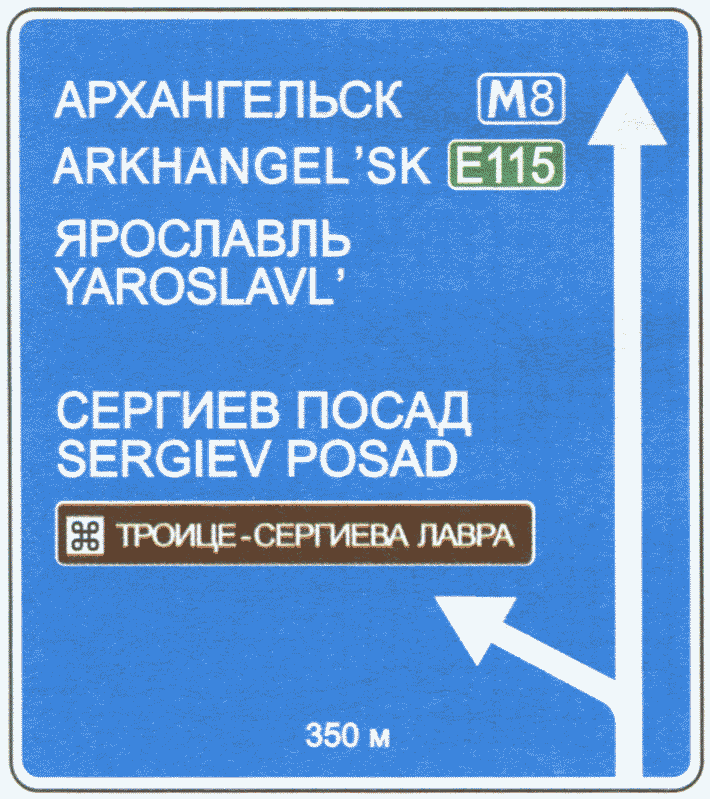 АРХАНГЕЛЬСК M8
ARKHANGEL'SK E115
ЯРОСЛАВЛЬ
YAROSLAVL'
СЕРГИЕВ ПОСАД
SERGIEV POSAD
⌘ ТРОИЦЕ-СЕРГИЕВА ЛАВРА
350 м